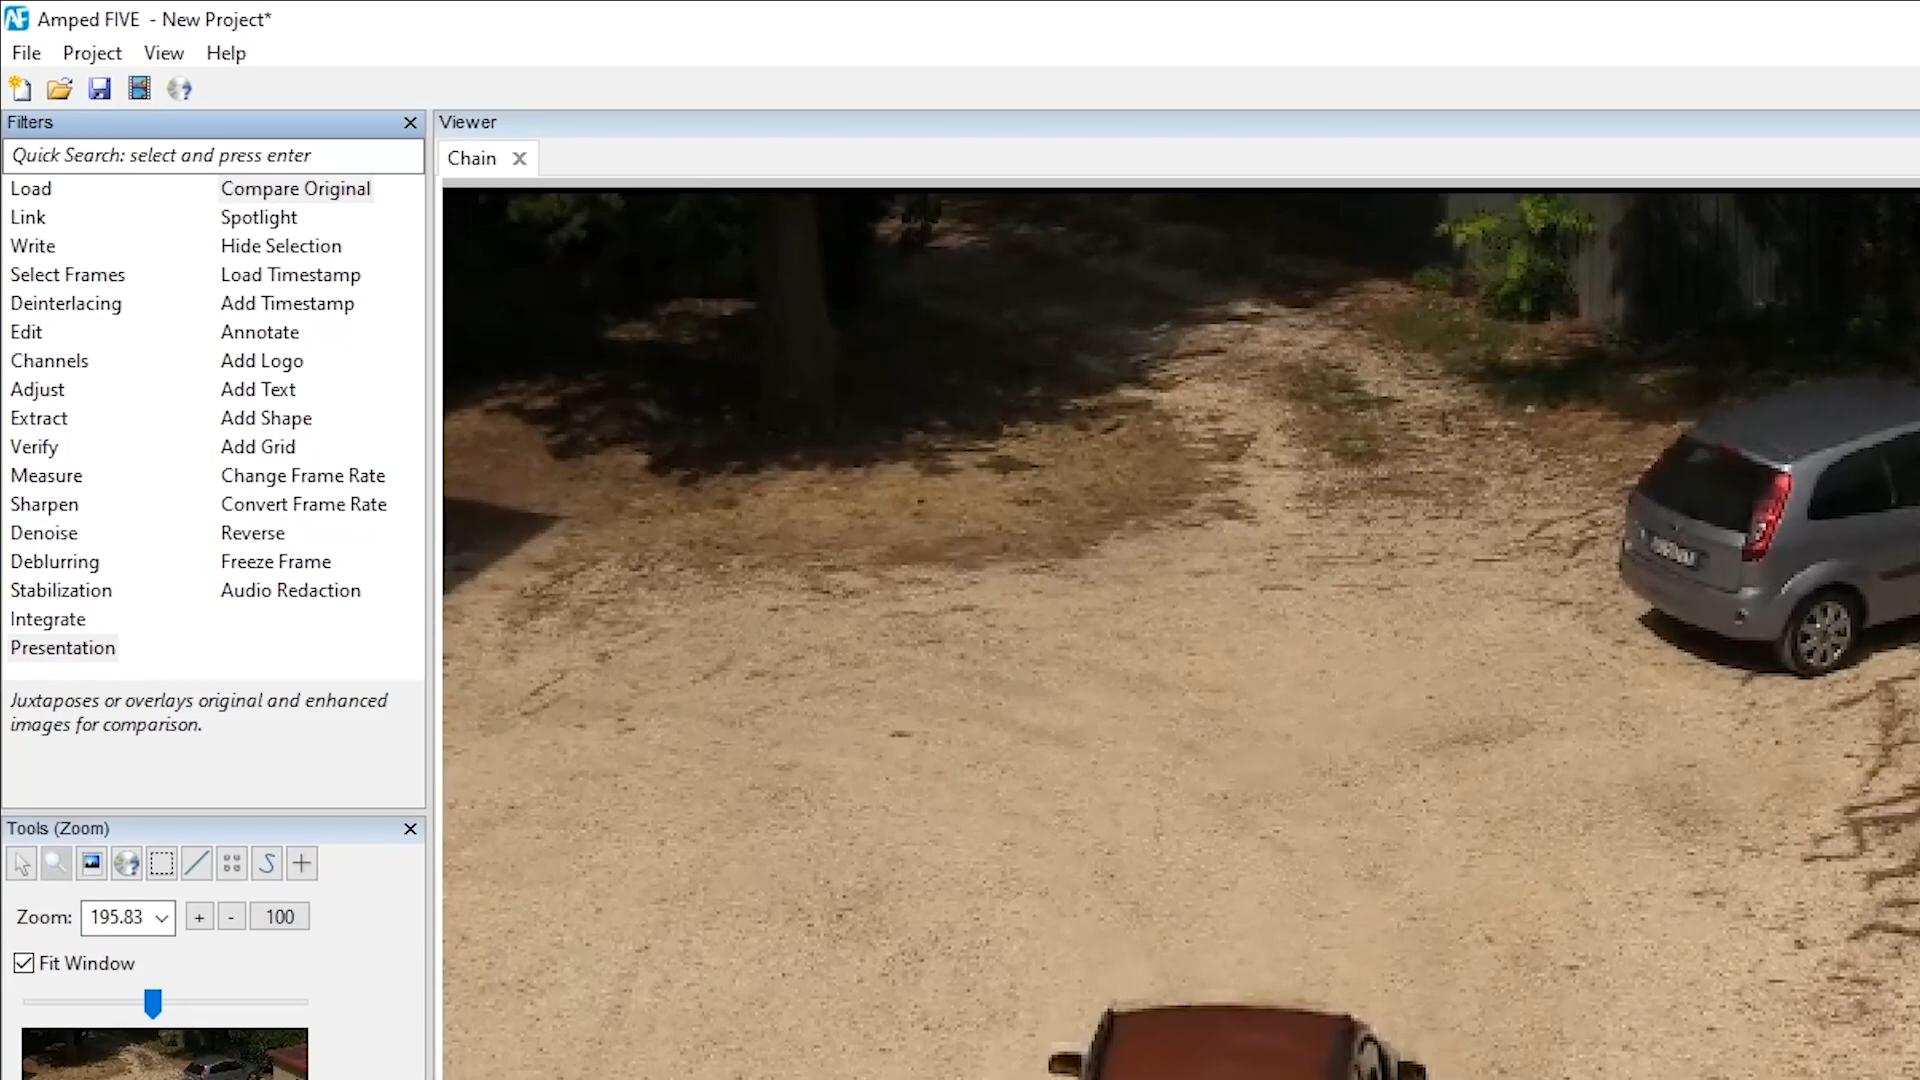 Amped FIVE - New Project*
File Project View Help
Filters
Quick Search: select and press enter
Load
Link
Write
Select Frames
Deinterlacing
Edit
Channels
Adjust
Extract
Verify
Measure
Sharpen
Denoise
Deblurring
Stabilization
Integrate
Presentation
Compare Original
Spotlight
Hide Selection
Load Timestamp
Add Timestamp
Annotate
Add Logo
Add Text
Add Shape
Add Grid
Change Frame Rate
Convert Frame Rate
Reverse
Freeze Frame
Audio Redaction
Juxtaposes or overlays original and enhanced
images for comparison.
Tools (Zoom)
Zoom: 195.83 + - 100
Fit Window
Viewer
Chain